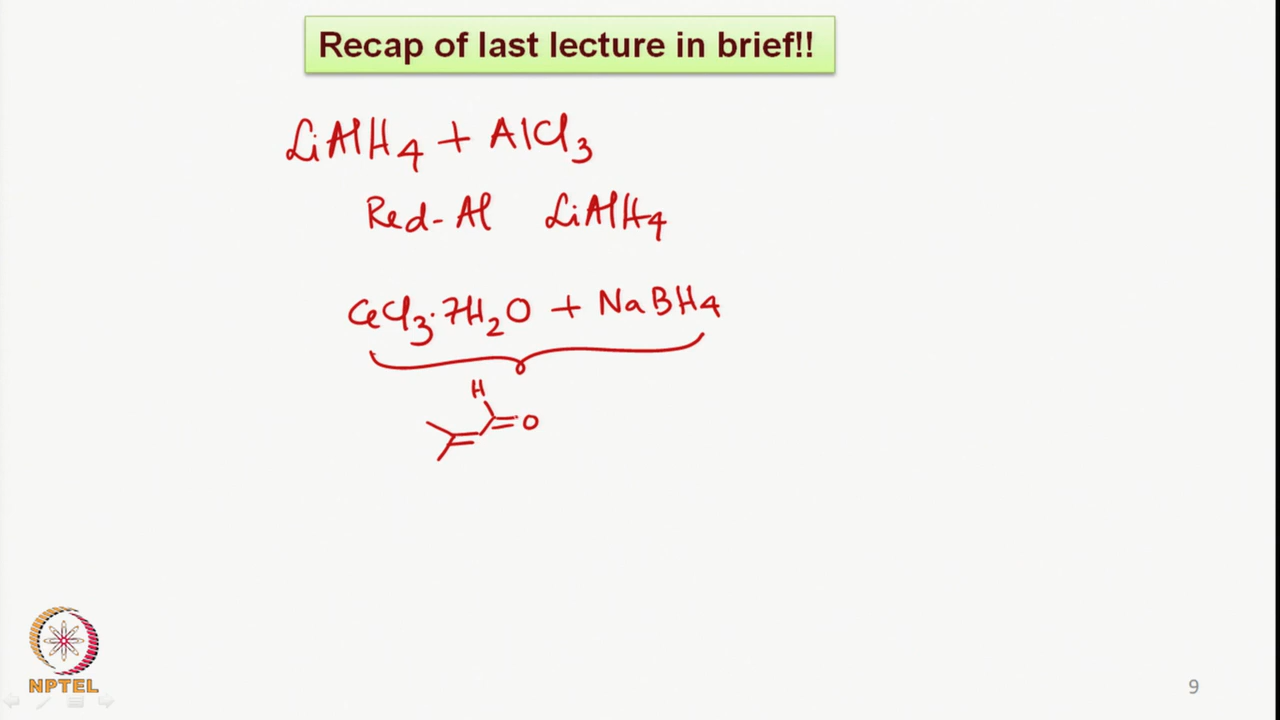 Recap of last lecture in brief!!
LiAlH4 + AlCl3
Red-Al LiAlH4
CeCl3·7H2O + NaBH4
H
O
NPTEL
9